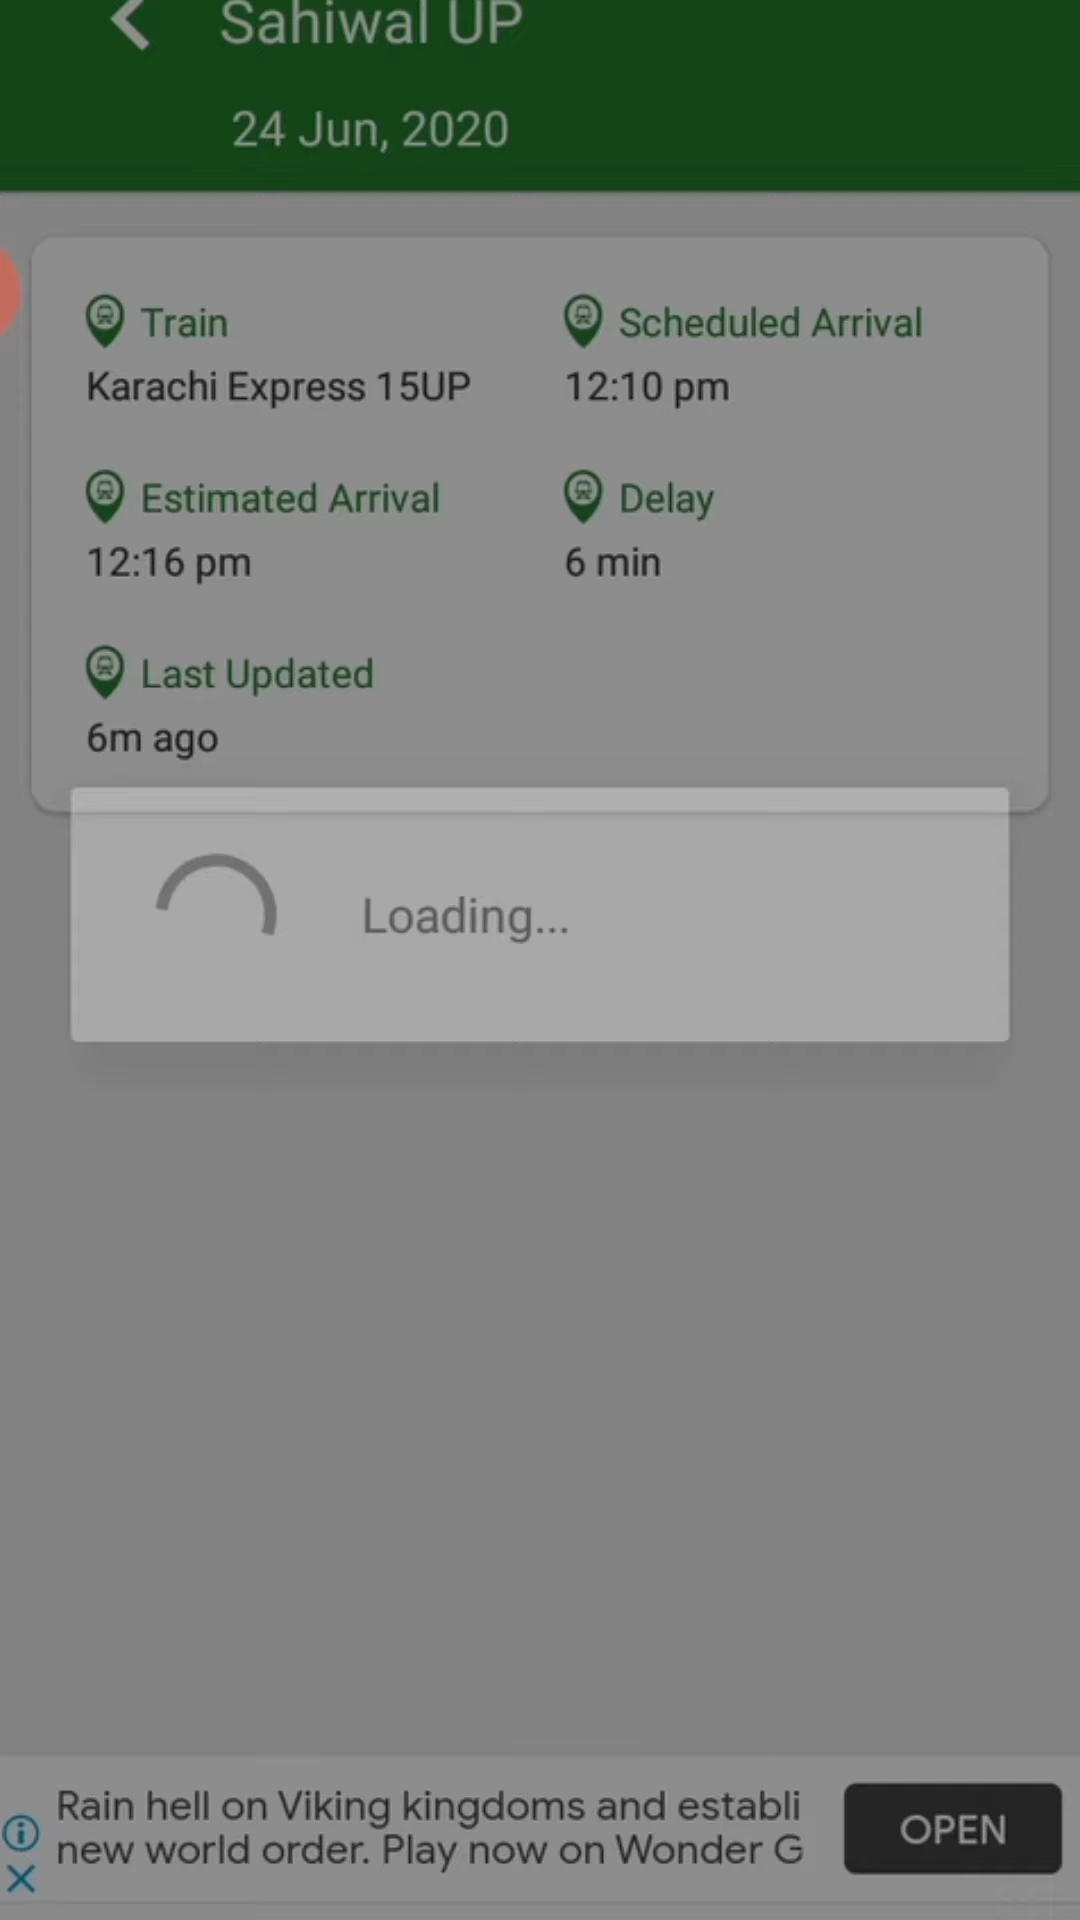 Sahiwal UP
24 Jun, 2020
Train
Scheduled Arrival
Karachi Express 15UP
12:10 pm
Estimated Arrival
Delay
12:16 pm
6 min
Last Updated
6m ago
Loading...
Rain hell on Viking kingdoms and establi
new world order. Play now on Wonder G
OPEN